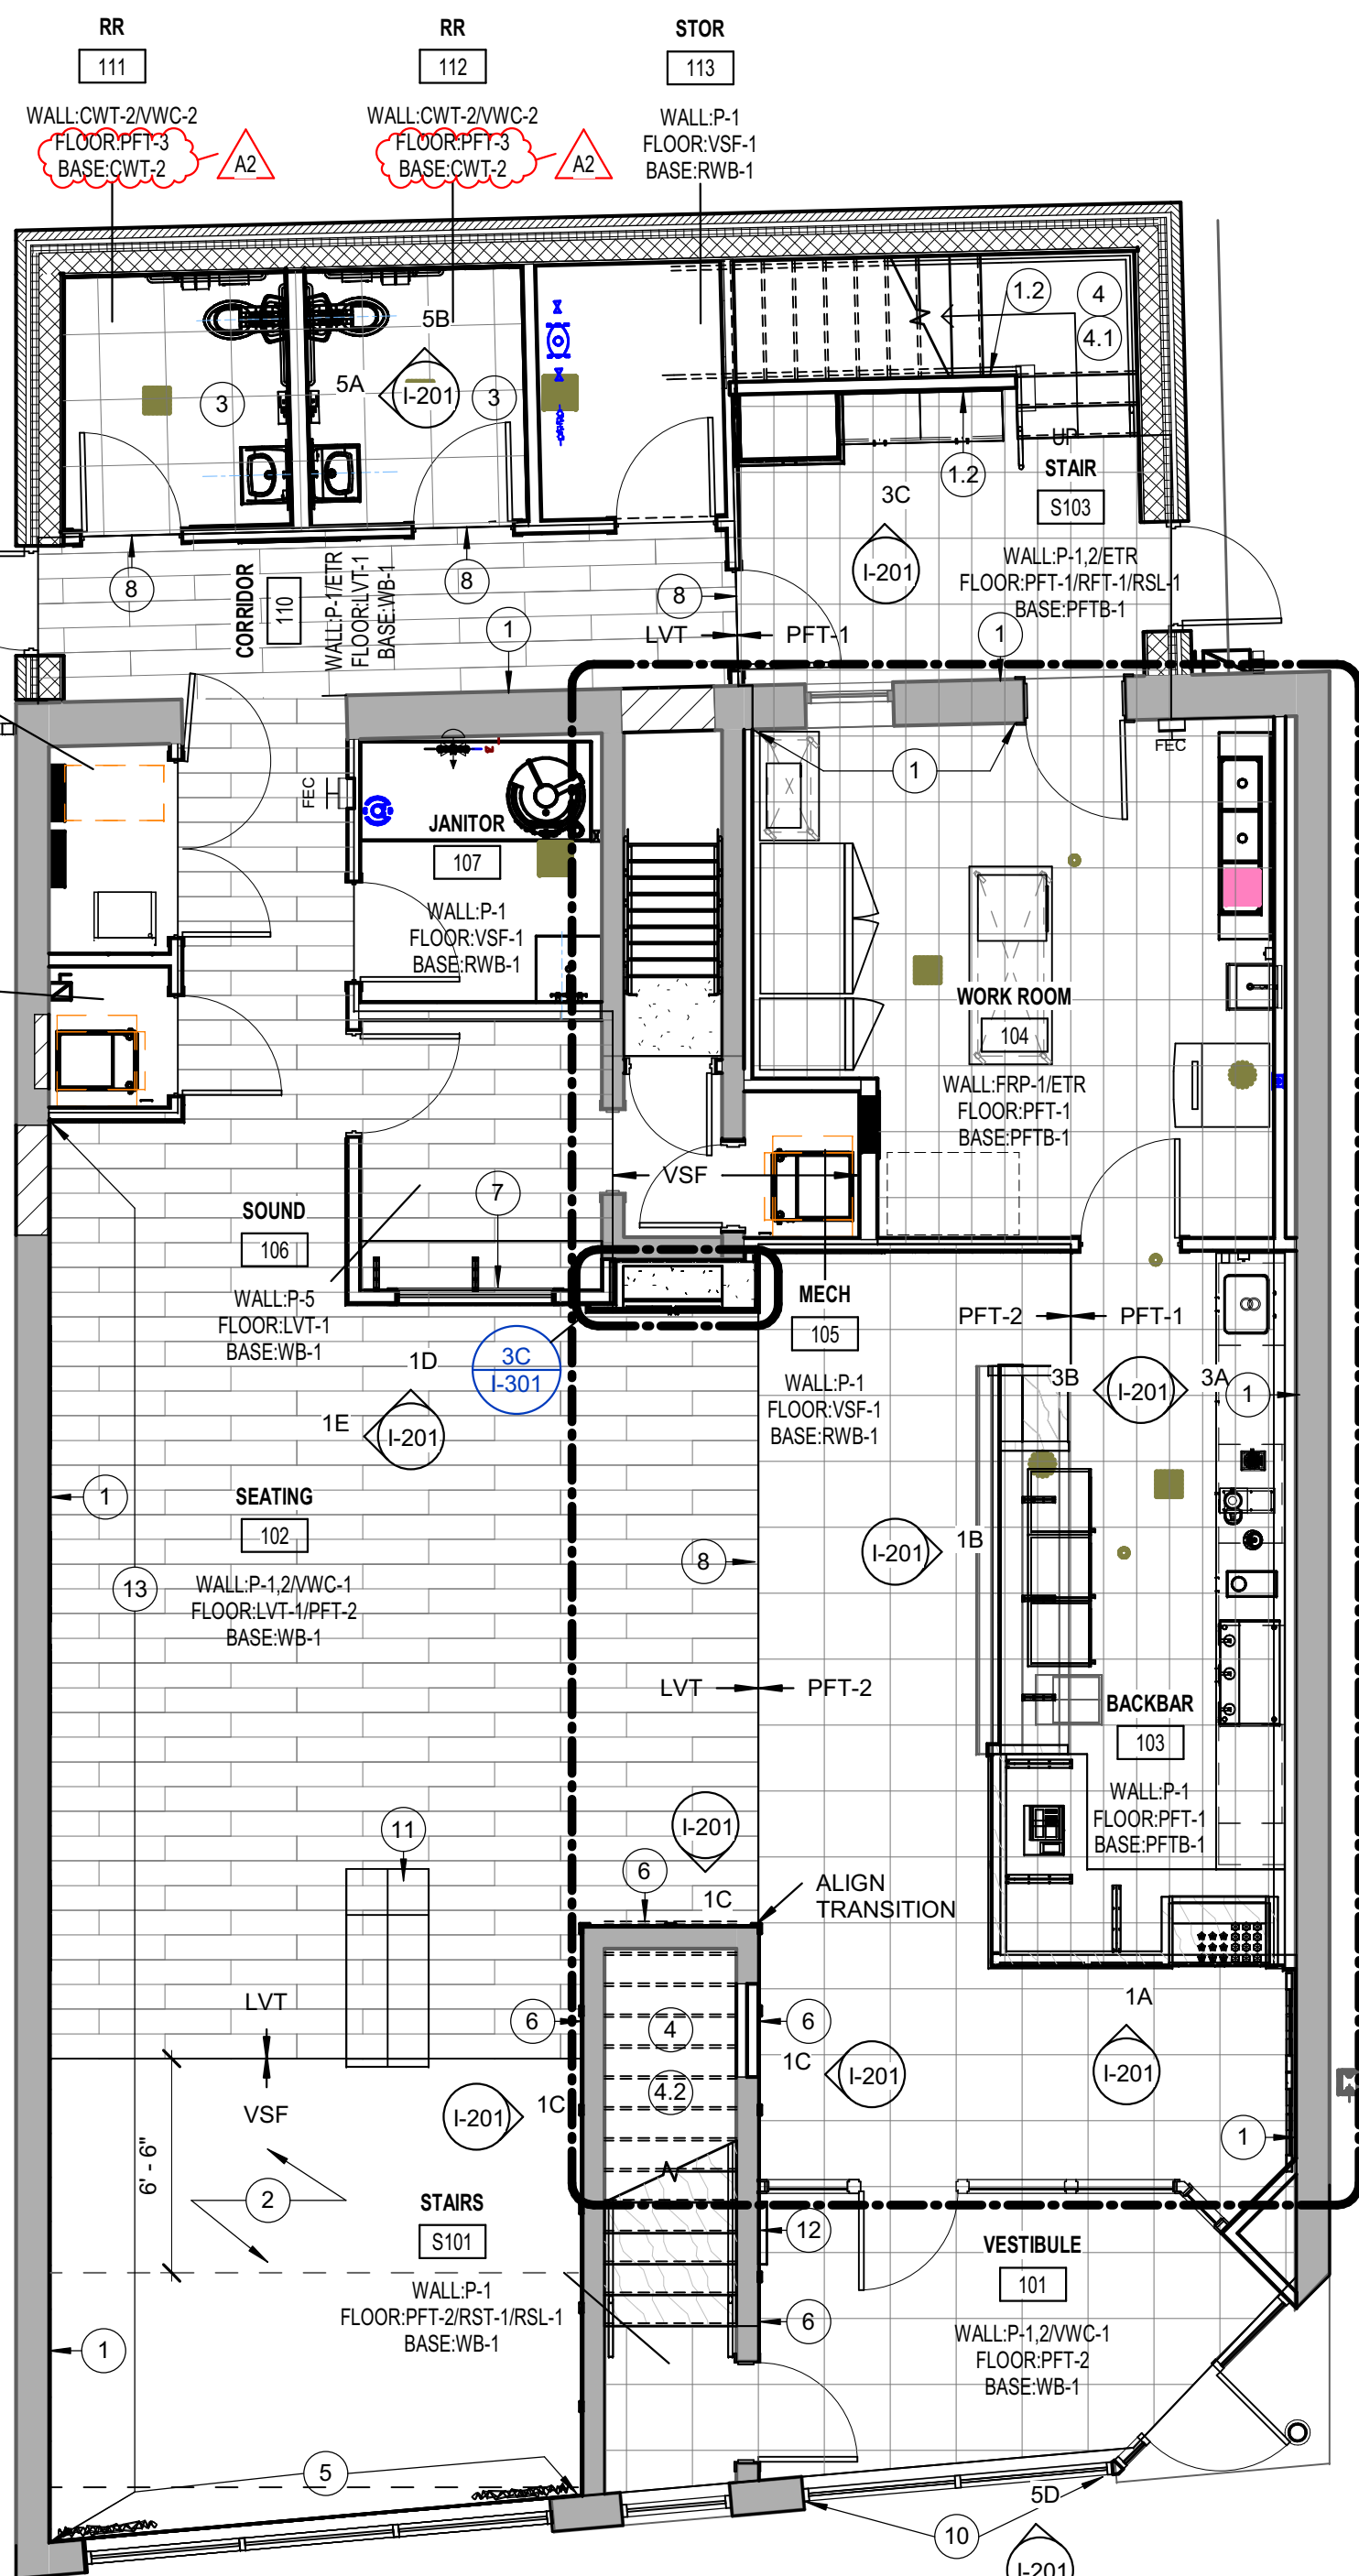 RR
111
WALL:CWT-2/VWC-2
FLOOR:PFT-3
BASE:CWT-2
A2
RR
112
WALL:CWT-2/VWC-2
FLOOR:PFT-3
BASE:CWT-2
A2
STOR
113
WALL:P-1
FLOOR:VSF-1
BASE:RWB-1
1.2
4
4.1
5B
5A
I-201
3
3
UP
1.2
STAIR
S103
3C
I-201
WALL:P-1,2/ETR
FLOOR:PFT-1/RFT-1/RSL-1
BASE:PFTB-1
8
CORRIDOR
110
WALL:P-1/ETR
FLOOR:LVT-1
BASE:WB-1
8
8
1
LVT
PFT-1
1
FEC
1
FEC
JANITOR
107
WALL:P-1
FLOOR:VSF-1
BASE:RWB-1
WORK ROOM
104
WALL:FRP-1/ETR
FLOOR:PFT-1
BASE:PFTB-1
VSF
7
SOUND
106
WALL:P-5
FLOOR:LVT-1
BASE:WB-1
MECH
105
WALL:P-1
FLOOR:VSF-1
BASE:RWB-1
PFT-2
PFT-1
3C
I-301
1D
1E
I-201
3B
I-201
3A
1
1
SEATING
102
WALL:P-1,2/VWC-1
FLOOR:LVT-1/PFT-2
BASE:WB-1
13
8
I-201
1B
LVT
PFT-2
BACKBAR
103
WALL:P-1
FLOOR:PFT-1
BASE:PFTB-1
11
I-201
1C
6
ALIGN
TRANSITION
LVT
VSF
6' - 6"
2
6
4
4.2
6
1C
I-201
1C
I-201
1A
I-201
1
STAIRS
S101
WALL:P-1
FLOOR:PFT-2/RST-1/RSL-1
BASE:WB-1
12
6
VESTIBULE
101
WALL:P-1,2/VWC-1
FLOOR:PFT-2
BASE:WB-1
1
5
5D
10
I-201